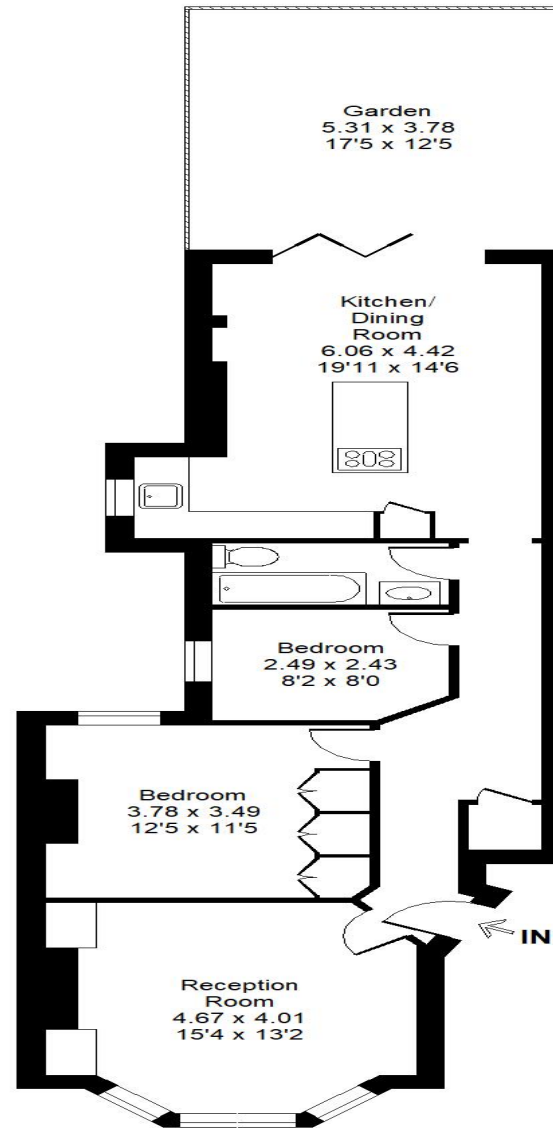 Garden
5.31 x 3.78
17'5 x 12'5
Kitchen/
Dining
Room
6.06 x 4.42
19'11 x 14'6
Bedroom
2.49 x 2.43
8'2 x 8'0
Bedroom
3.78 x 3.49
12'5 x 11'5
IN
Reception
Room
4.67 x 4.01
15'4 x 13'2